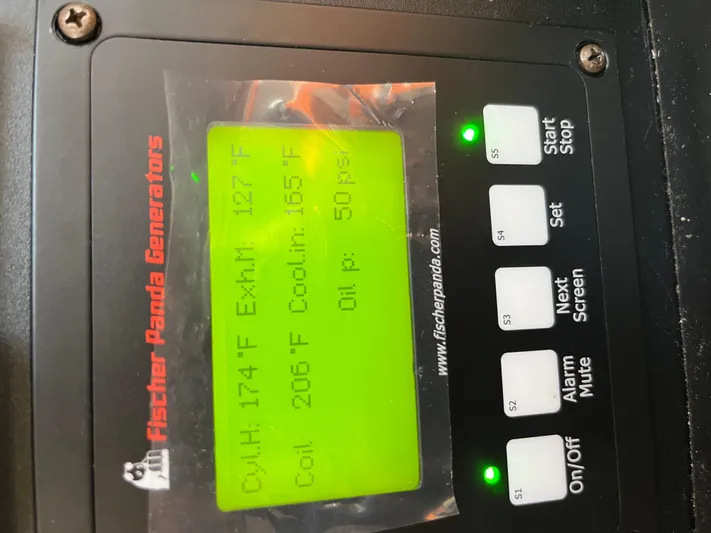 Fischer Panda Generators
Cyl.H: 174°F Exh.M: 127°F
Coil 206°F Cool.in: 165°F
Oil p: 50 psi
www.fischerpanda.com
S1 S2 S3 S4 S5
On/Off Alarm Mute Next Screen Set Start Stop